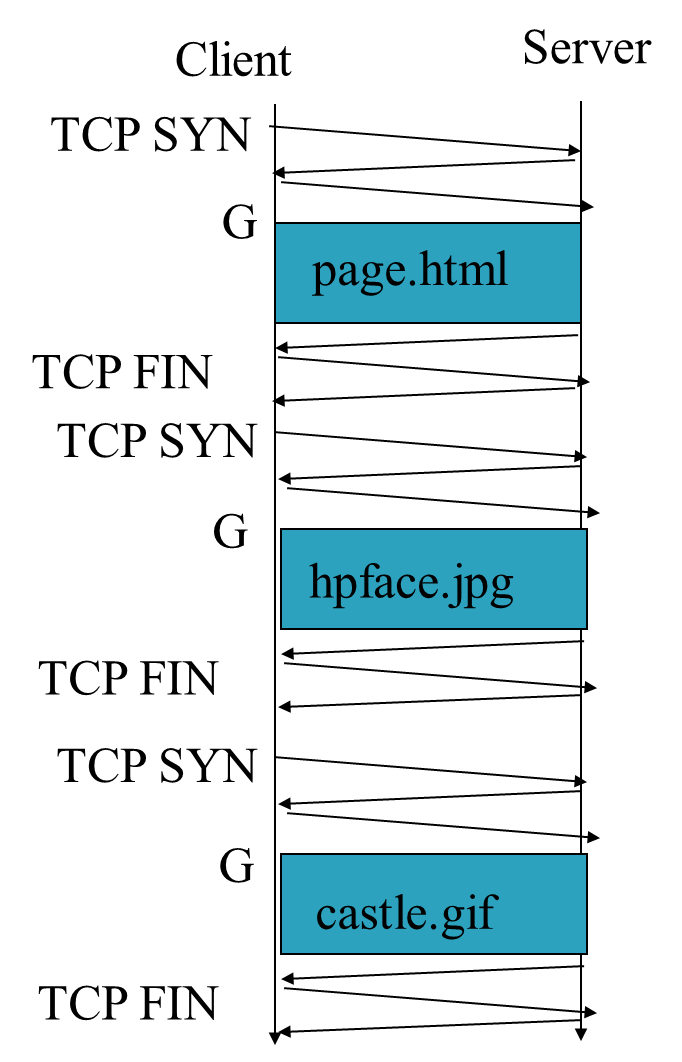 Client
Server
TCP SYN
G
page.html
TCP FIN
TCP SYN
G
hpface.jpg
TCP FIN
TCP SYN
G
castle.gif
TCP FIN